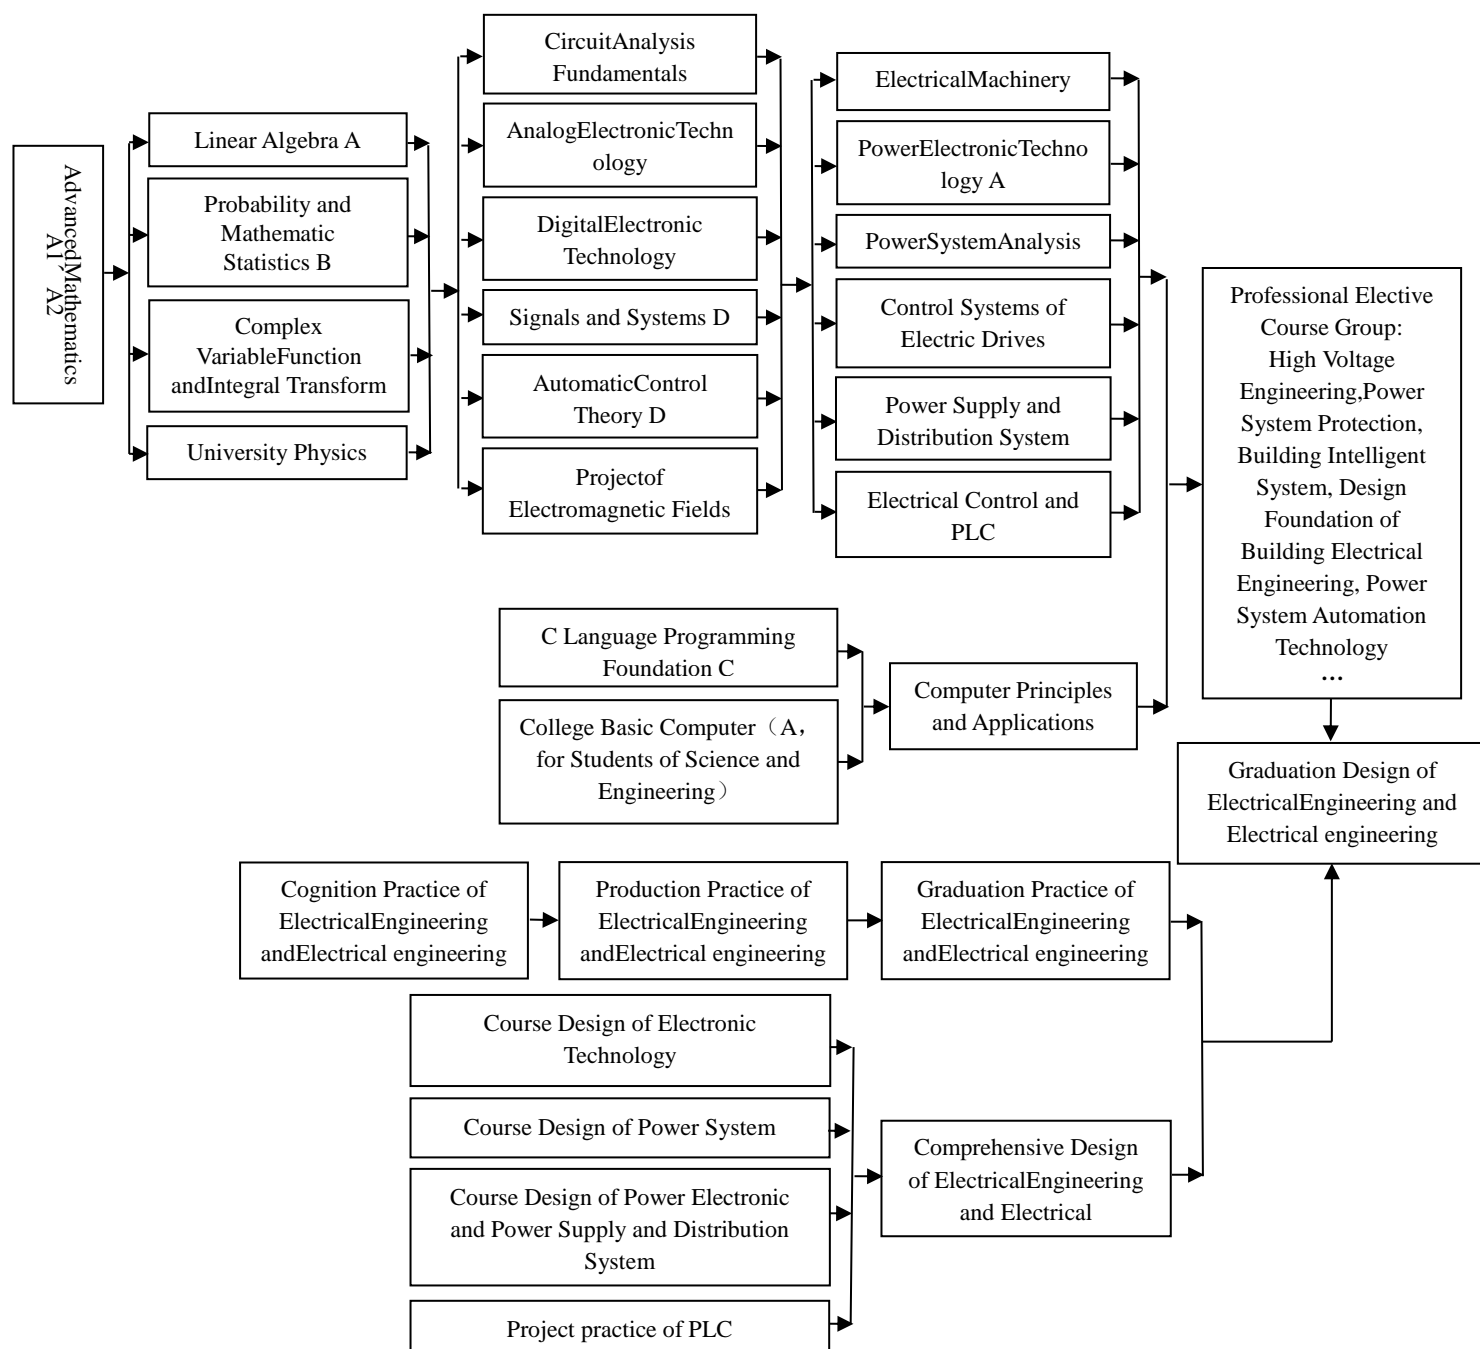 AdvancedMathematics
A1、A2
Linear Algebra A
Probability and
Mathematic
Statistics B
Complex
VariableFunction
andIntegral Transform
University Physics
CircuitAnalysis
Fundamentals
AnalogElectronicTechn
ology
DigitalElectronic
Technology
Signals and Systems D
AutomaticControl
Theory D
Projectof
Electromagnetic Fields
ElectricalMachinery
PowerElectronicTechno
logy A
PowerSystemAnalysis
Control Systems of
Electric Drives
Power Supply and
Distribution System
Electrical Control and
PLC
Professional Elective
Course Group:
High Voltage
Engineering,Power
System Protection,
Building Intelligent
System, Design
Foundation of
Building Electrical
Engineering, Power
System Automation
Technology
…
C Language Programming
Foundation C
College Basic Computer（A，
for Students of Science and
Engineering）
Computer Principles
and Applications
Graduation Design of
ElectricalEngineering and
Electrical engineering
Cognition Practice of
ElectricalEngineering
andElectrical engineering
Production Practice of
ElectricalEngineering
andElectrical engineering
Graduation Practice of
ElectricalEngineering
andElectrical engineering
Course Design of Electronic
Technology
Course Design of Power System
Course Design of Power Electronic
and Power Supply and Distribution
System
Project practice of PLC
Comprehensive Design
of ElectricalEngineering
and Electrical